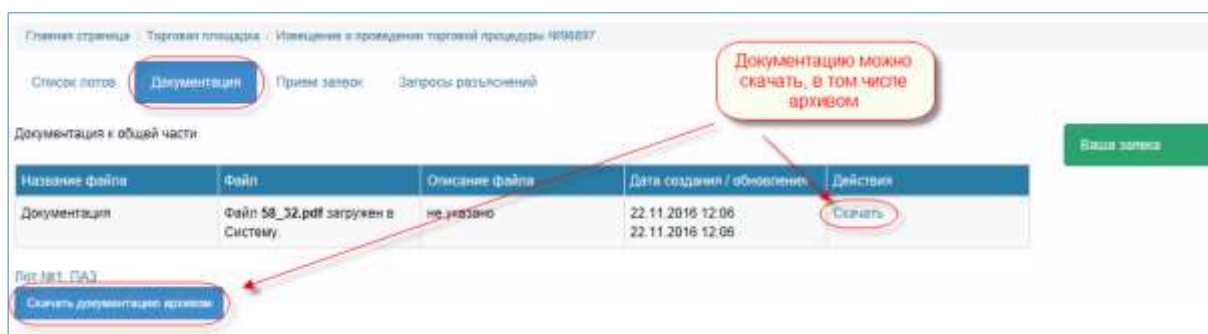 Главная страница / Торговая площадка / Извещение о проведении торговой процедуры №96897
Список лотов Документация Прием заявок Запросы разъяснений
Документацию можно
скачать, в том числе
архивом
Документация к общей части
Ваша заявка
Название файла Файл Описание файла Дата создания / обновления Действия
Документация Файл 58_32.pdf загружен в не указано 22.11.2016 12:06 Скачать
Систему. 22.11.2016 12:06
Лот №1. ПАЗ
Скачать документацию архивом